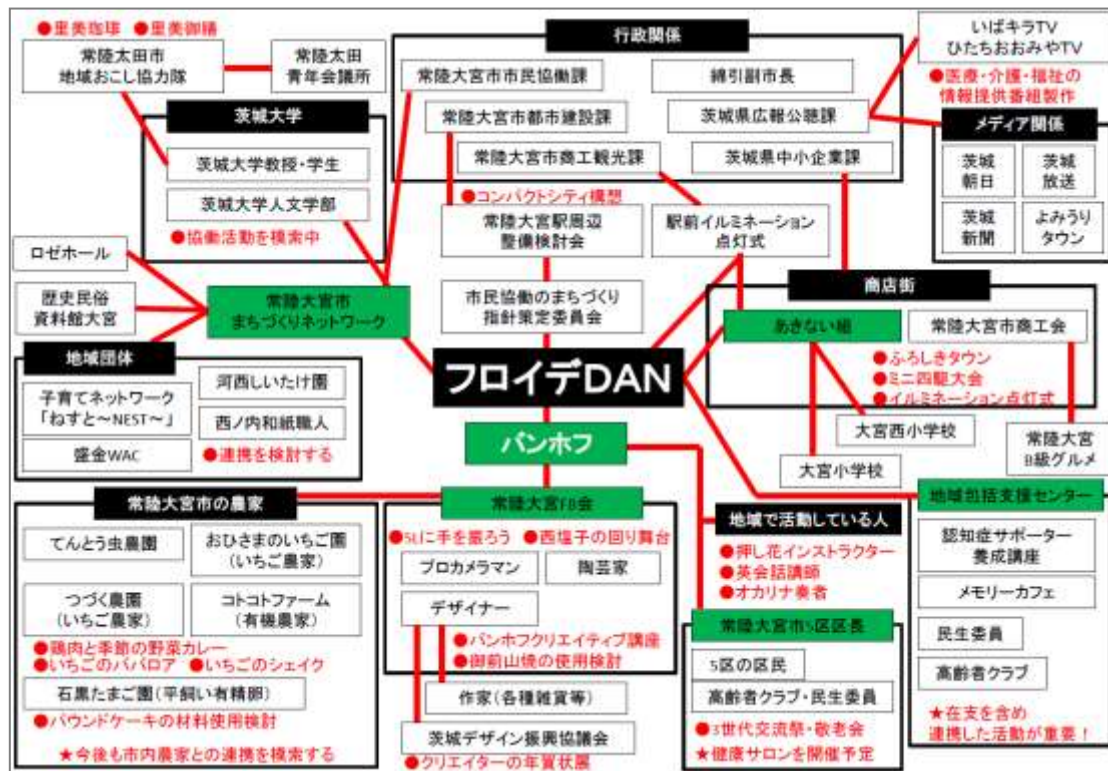 ●里美珈琲 ●里美御膳
常陸太田市
地域おこし協力隊
常陸太田
青年会議所
行政関係
常陸大宮市市民協働課
綿引副市長
常陸大宮市都市建設課
茨城県広報公聴課
常陸大宮市商工観光課
茨城県中小企業課
いばキラTV
ひたちおおみやTV
●医療・介護・福祉の
情報提供番組製作
メディア関係
茨城
朝日
茨城
放送
茨城
新聞
よみうり
タウン
茨城大学
茨城大学教授・学生
茨城大学人文学部
●協働活動を模索中
●コンパクトシティ構想
常陸大宮駅周辺
整備検討会
駅前イルミネーション
点灯式
市民協働のまちづくり
指針策定委員会
ロゼホール
歴史民俗
資料館大宮
常陸大宮市
まちづくりネットワーク
商店街
あきない組
常陸大宮市商工会
●ふろしきタウン
●ミニ四駆大会
●イルミネーション点灯式
大宮西小学校
大宮小学校
常陸大宮
B級グルメ
地域団体
子育てネットワーク
「ねすと～NEST～」
盛金WAC
河西しいたけ園
西ノ内和紙職人
●連携を検討する
フロイデDAN
バンホフ
常陸大宮市の農家
てんとう虫農園
おひさまのいちご園
(いちご農家)
つづく農園
(いちご農家)
コトコトファーム
(有機農家)
●鶏肉と季節の野菜カレー
●いちごのババロア ●いちごのシェイク
石黒たまご園(平飼い有精卵)
●パウンドケーキの材料使用検討
★今後も市内農家との連携を模索する
常陸大宮FB会
●SLに手を振ろう ●西塩子の回り舞台
プロカメラマン
陶芸家
デザイナー
●バンホフクリエイティブ講座
●御前山焼の使用検討
作家(各種雑貨等)
茨城デザイン振興協議会
●クリエイターの年賀状展
地域で活動している人
●押し花インストラクター
●英会話講師
●オカリナ奏者
常陸大宮市5区区長
5区の区民
高齢者クラブ・民生委員
●3世代交流祭・敬老会
★健康サロンを開催予定
地域包括支援センター
認知症サポーター
養成講座
メモリーカフェ
民生委員
高齢者クラブ
★在支を含め
連携した活動が重要！